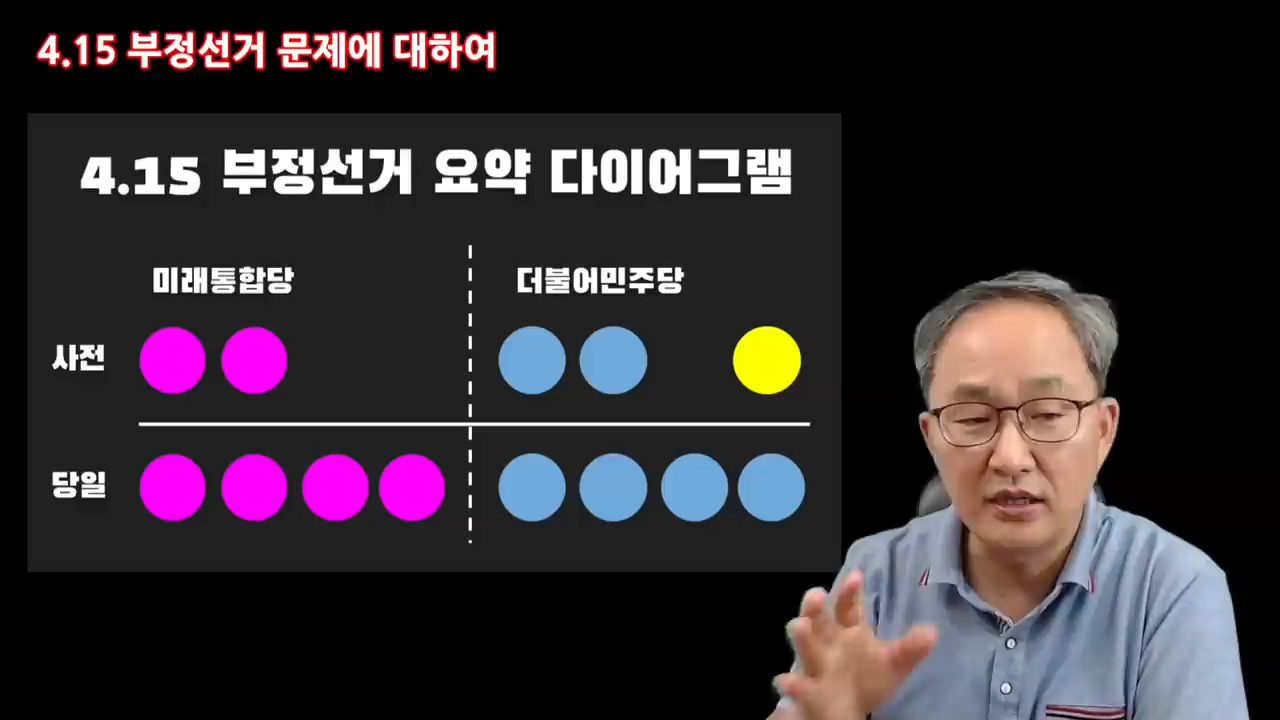 4.15 부정선거 문제에 대하여
4.15 부정선거 요약 다이어그램
미래통합당 더불어민주당
사전
당일